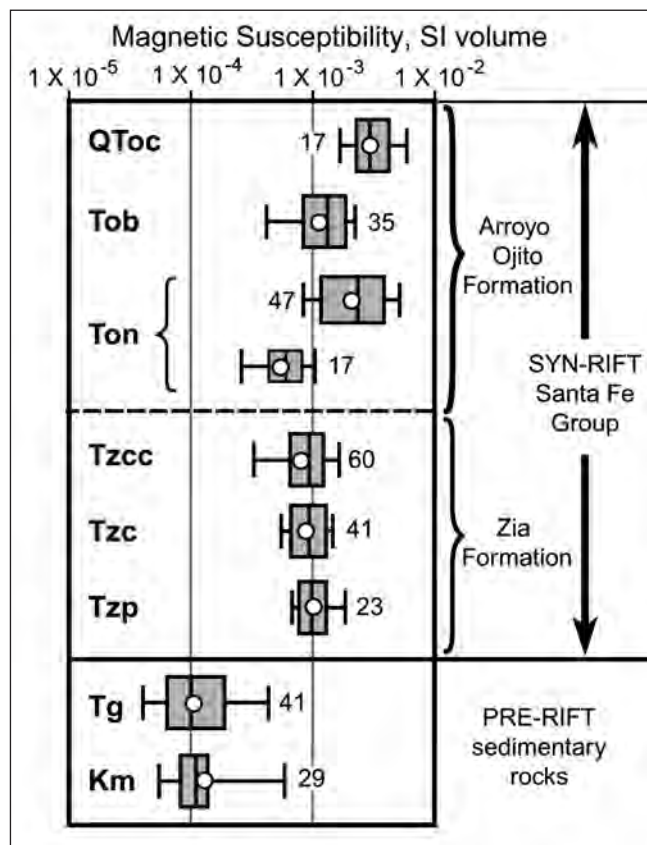 Magnetic Susceptibility, SI volume
1 X 10⁻⁵ 1 X 10⁻⁴ 1 X 10⁻³ 1 X 10⁻²
QToc 17
Tob 35
Arroyo
Ojito
Formation
Ton 47
17
SYN-RIFT
Santa Fe
Group
Tzcc 60
Tzc 41
Zia
Formation
Tzp 23
Tg 41
Km 29
PRE-RIFT
sedimentary
rocks